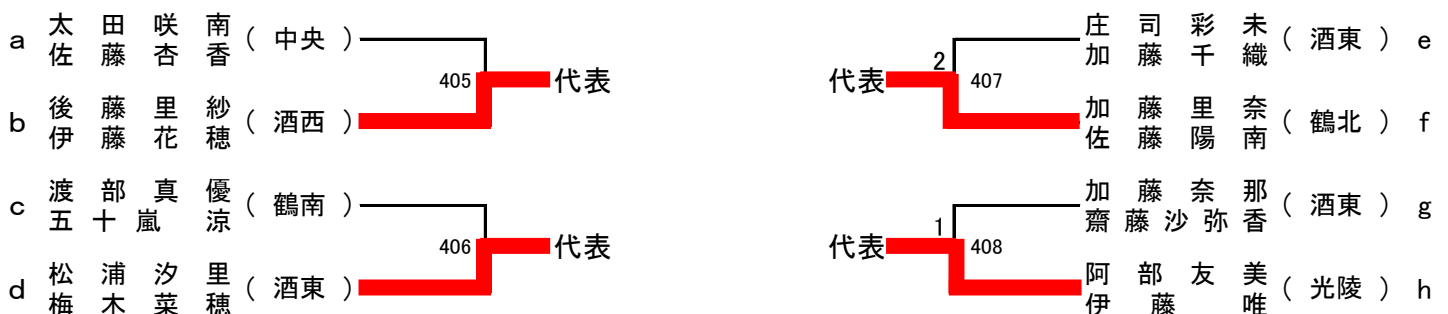 a 太田咲南 佐藤杏香 （ 中央 ）
405 代表
b 後藤里紗 伊藤花穂 （ 酒西 ）
c 渡部真優 五十嵐涼 （ 鶴南 ）
406 代表
d 松浦汐里 梅木菜穂 （ 酒東 ）
庄司彩未 加藤千織 （ 酒東 ） e
代表 2 407
加藤里奈 佐藤陽南 （ 鶴北 ） f
加藤奈那 齋藤沙弥香 （ 酒東 ） g
代表 1 408
阿部友美 伊藤唯 （ 光陵 ） h